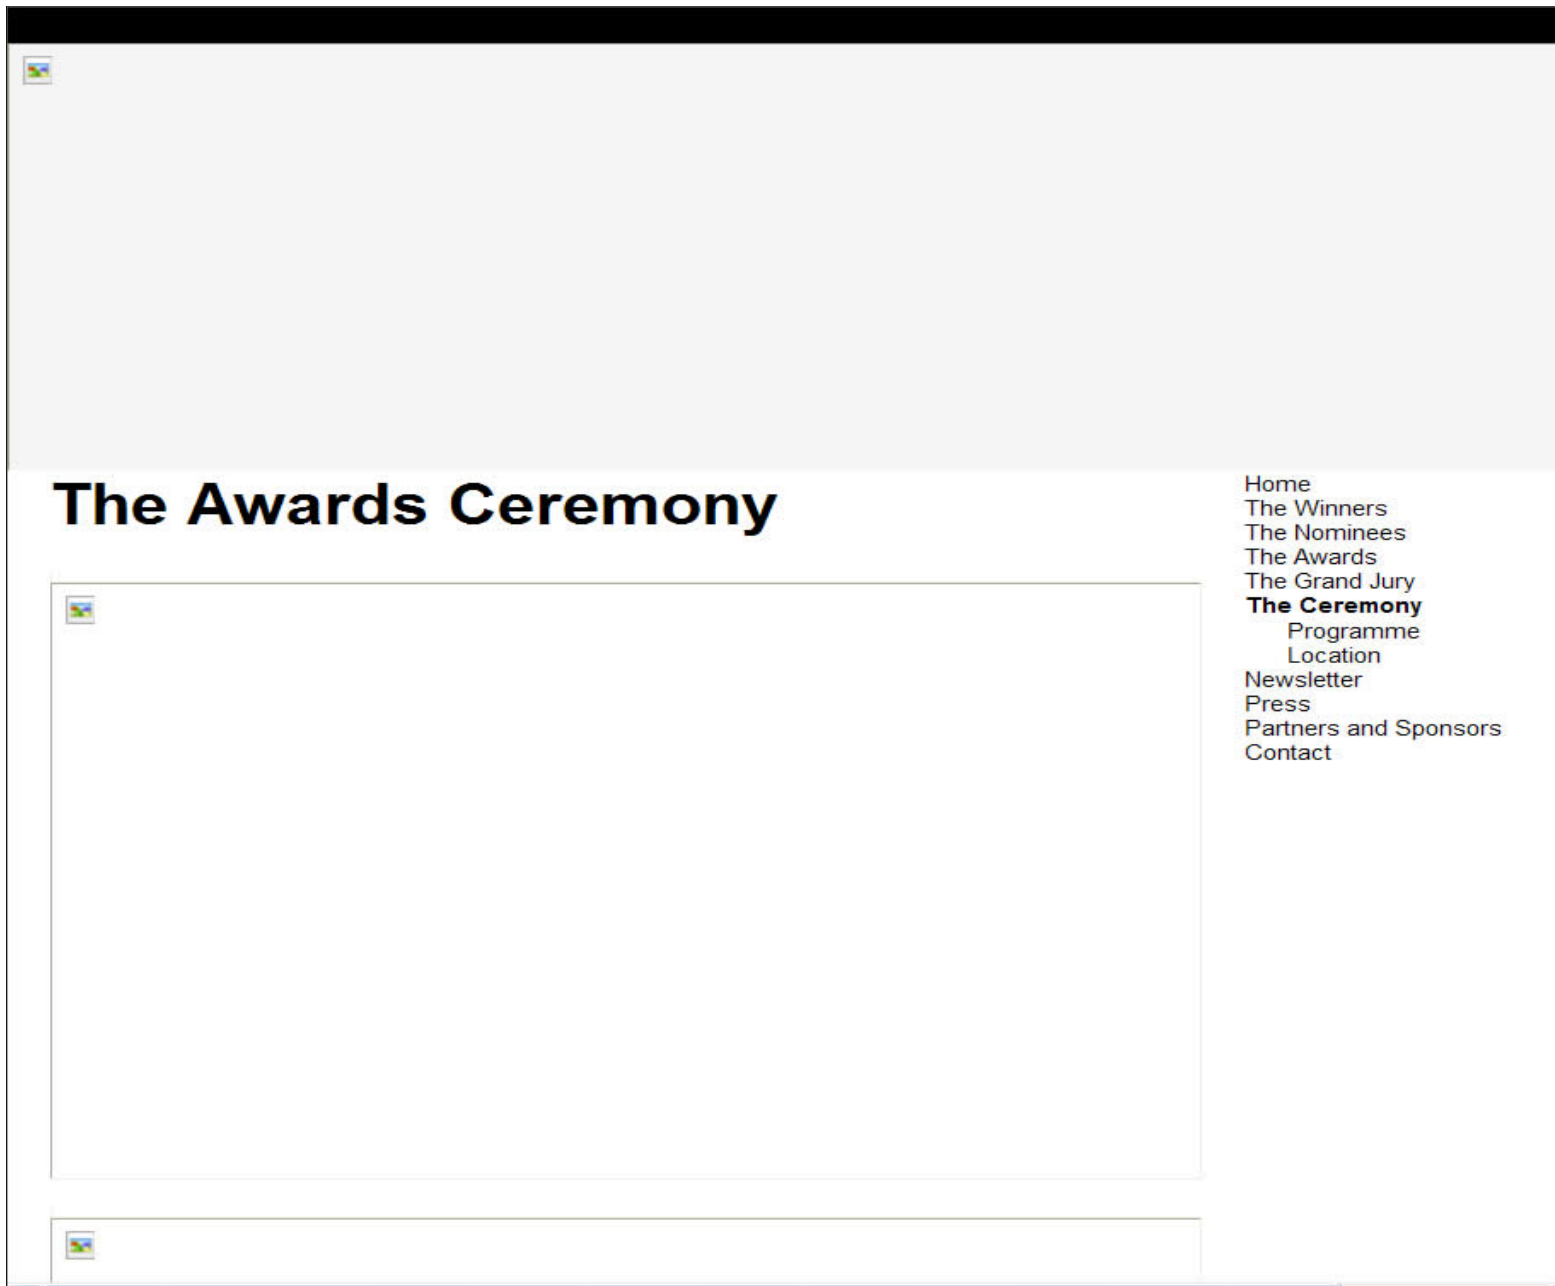 The Awards Ceremony
Home
The Winners
The Nominees
The Awards
The Grand Jury
The Ceremony
Programme
Location
Newsletter
Press
Partners and Sponsors
Contact